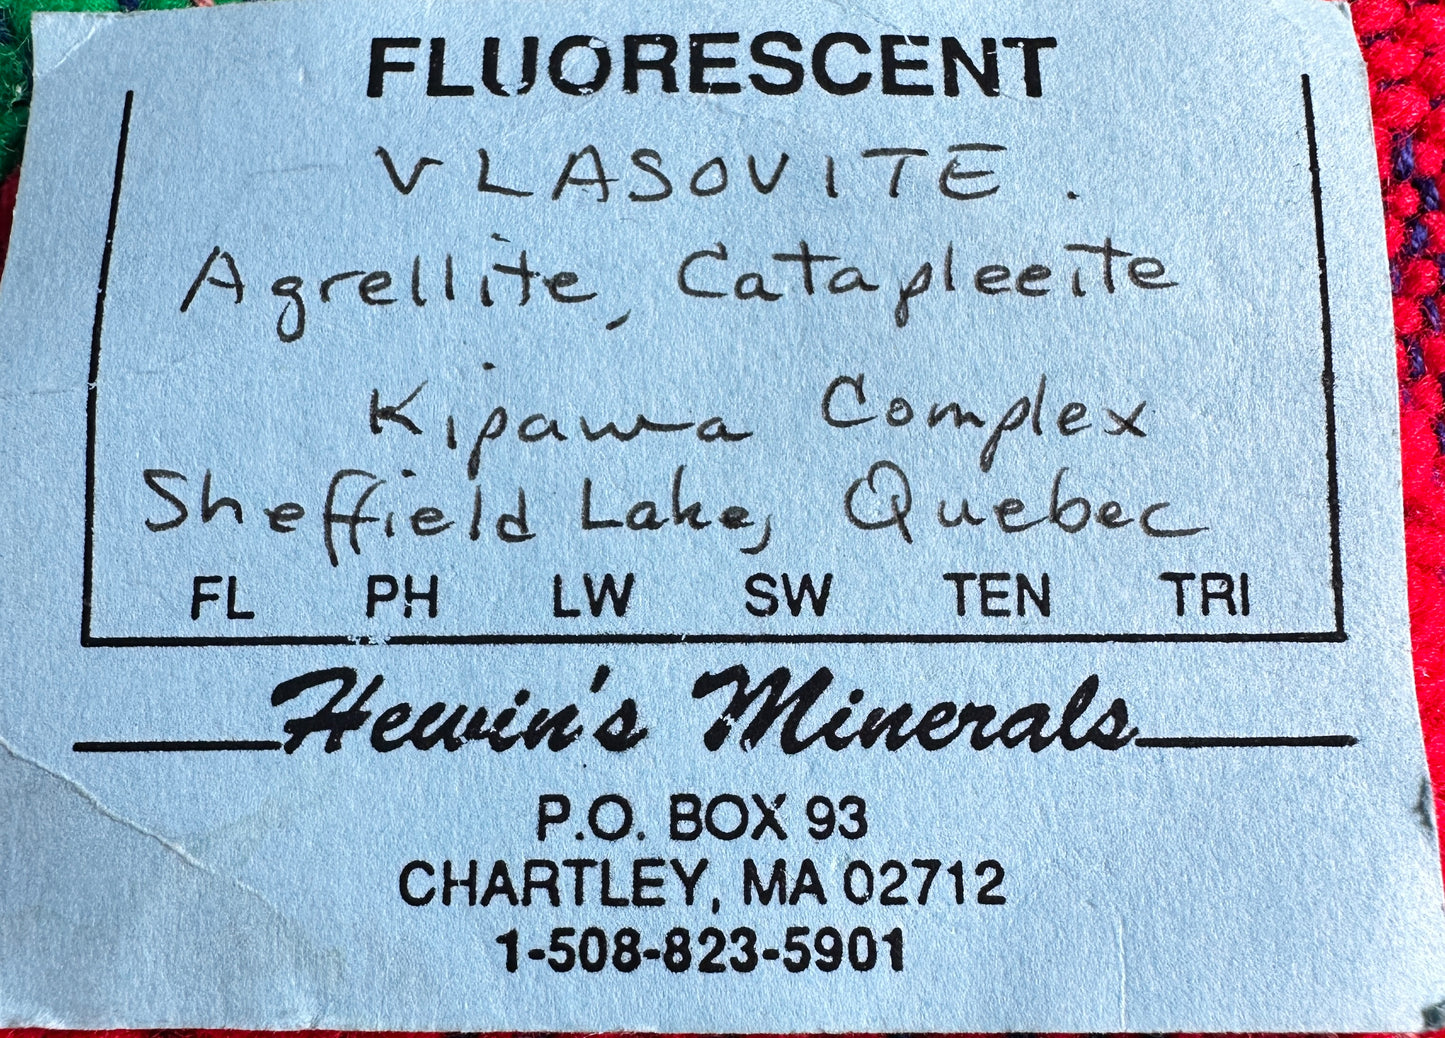 FLUORESCENT
VLASOVITE.
Agrellite, Catapleeite
Kipawa Complex
Sheffield Lake, Quebec
FL PH LW SW TEN TRI
Hewin's Minerals
P.O. BOX 93
CHARTLEY, MA 02712
1-508-823-5901